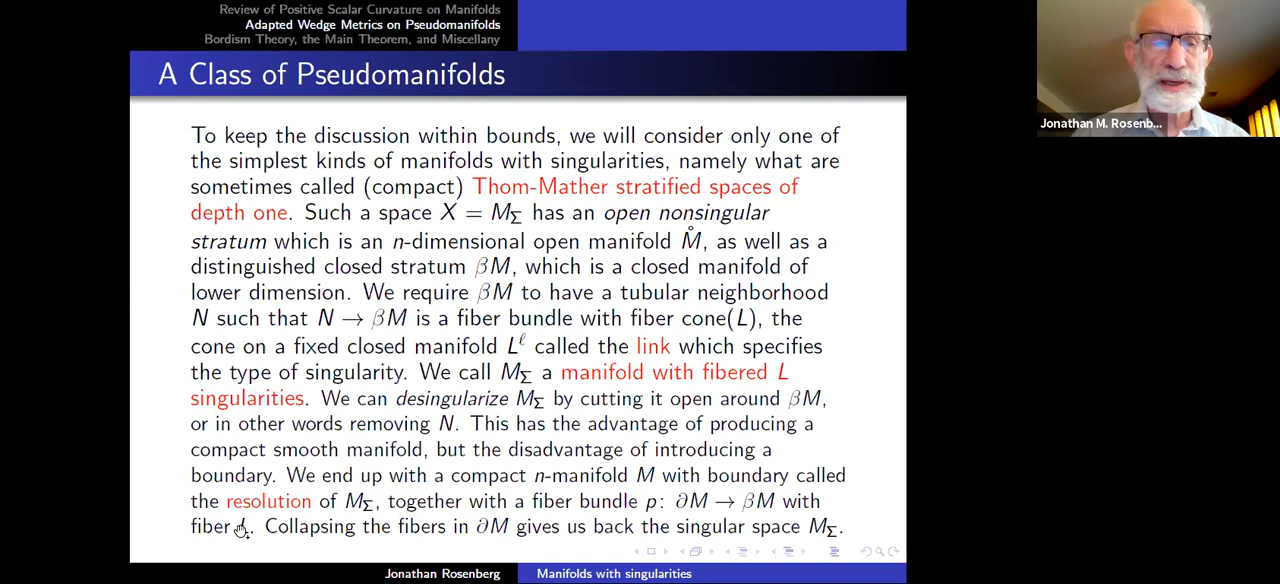 Review of Positive Scalar Curvature on Manifolds
Adapted Wedge Metrics on Pseudomanifolds
Bordism Theory, the Main Theorem, and Miscellany
A Class of Pseudomanifolds
To keep the discussion within bounds, we will consider only one of
the simplest kinds of manifolds with singularities, namely what are
sometimes called (compact) Thom-Mather stratified spaces of
depth one. Such a space X = M_Σ has an open nonsingular
stratum which is an n-dimensional open manifold M̊, as well as a
distinguished closed stratum βM, which is a closed manifold of
lower dimension. We require βM to have a tubular neighborhood
N such that N → βM is a fiber bundle with fiber cone(L), the
cone on a fixed closed manifold L^ℓ called the link which specifies
the type of singularity. We call M_Σ a manifold with fibered L
singularities. We can desingularize M_Σ by cutting it open around βM,
or in other words removing N. This has the advantage of producing a
compact smooth manifold, but the disadvantage of introducing a
boundary. We end up with a compact n-manifold M with boundary called
the resolution of M_Σ, together with a fiber bundle p: ∂M → βM with
fiber . Collapsing the fibers in ∂M gives us back the singular space M_Σ.
Jonathan Rosenberg
Manifolds with singularities
Jonathan M. Rosenb...